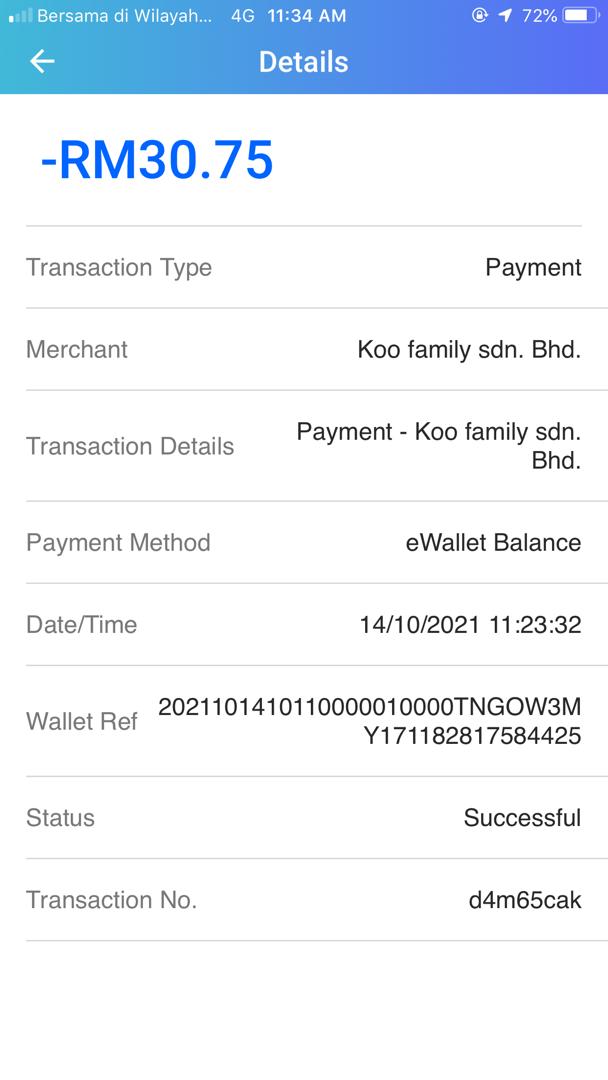 Bersama di Wilayah... 4G 11:34 AM 72%
Details
-RM30.75
Transaction Type Payment
Merchant Koo family sdn. Bhd.
Transaction Details Payment - Koo family sdn.
Bhd.
Payment Method eWallet Balance
Date/Time 14/10/2021 11:23:32
Wallet Ref 2021101410110000010000TNGOW3M
Y171182817584425
Status Successful
Transaction No. d4m65cak